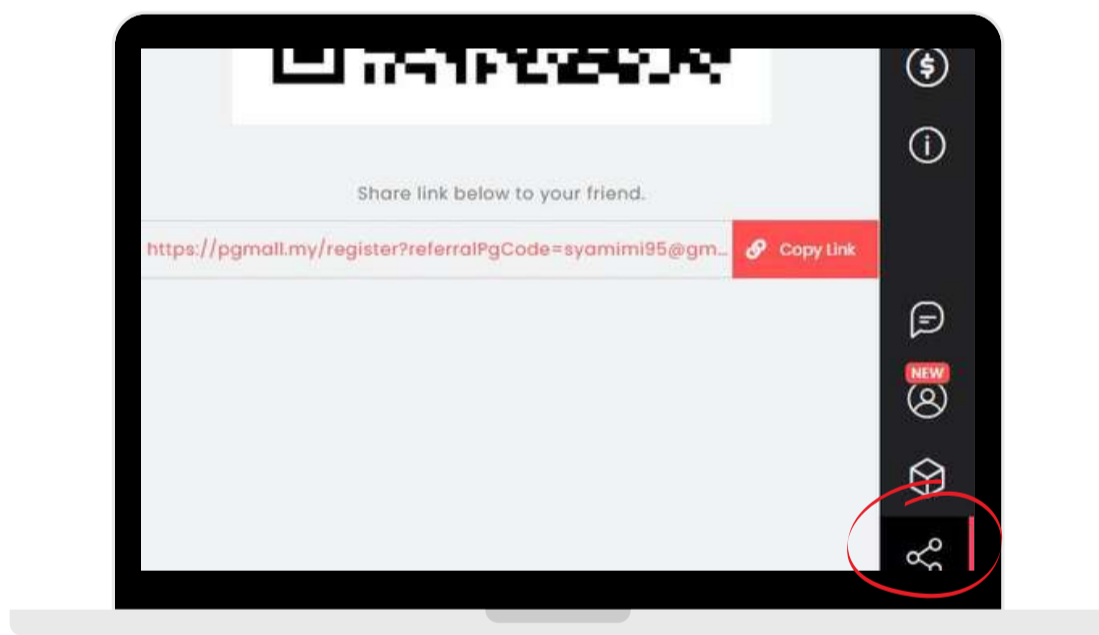 Share link below to your friend.
https://pgmall.my/register?referralPgCode=syamimi95@gm...
Copy Link
NEW